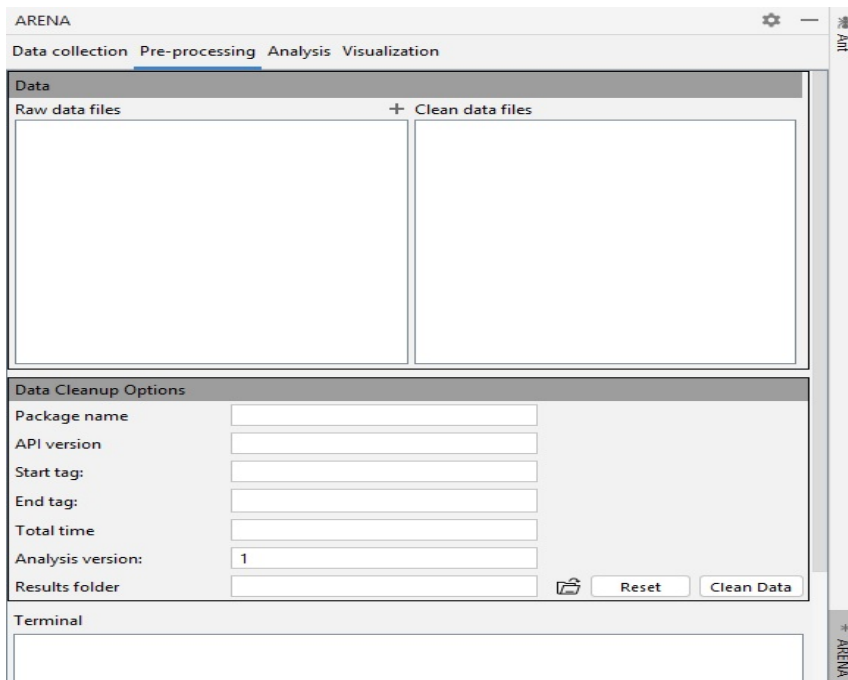 ARENA
Data collection Pre-processing Analysis Visualization
Data
Raw data files + Clean data files
Data Cleanup Options
Package name
API version
Start tag:
End tag:
Total time
Analysis version: 1
Results folder Reset Clean Data
Terminal
Ant
ARENA